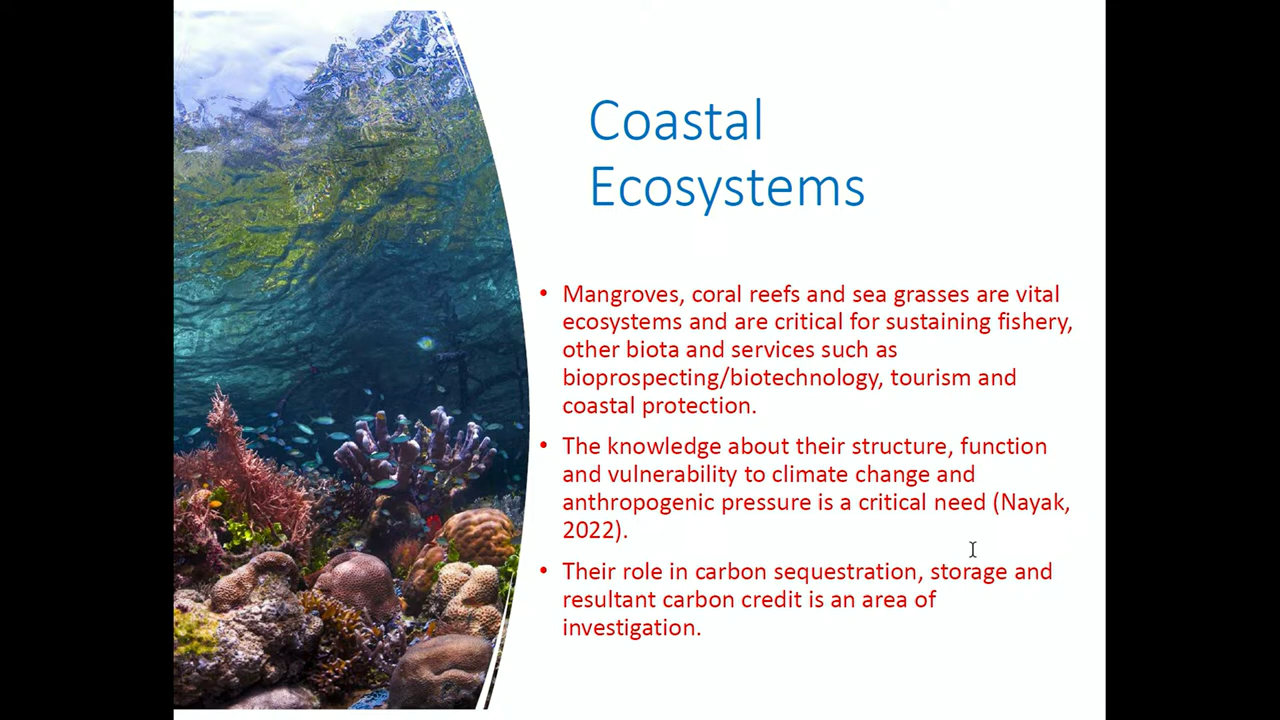 Coastal
Ecosystems
• Mangroves, coral reefs and sea grasses are vital
ecosystems and are critical for sustaining fishery,
other biota and services such as
bioprospecting/biotechnology, tourism and
coastal protection.
• The knowledge about their structure, function
and vulnerability to climate change and
anthropogenic pressure is a critical need (Nayak,
2022).
• Their role in carbon sequestration, storage and
resultant carbon credit is an area of
investigation.